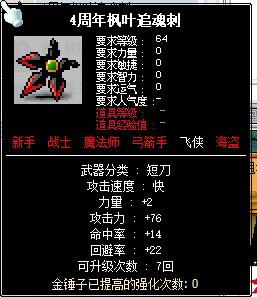 4周年枫叶追魂刺
要求等级： 64
要求力量： 0
要求敏捷： 0
要求智力： 0
要求运气： 0
要求人气度： -
道具等级： -
道具经验值： -
新手 战士 魔法师 弓箭手 飞侠 海盗
武器分类 : 短刀
攻击速度 : 快
力量 : +2
攻击力 : +76
命中率 : +14
回避率 : +22
可升级次数 : 7回
金锤子已提高的强化次数: 0